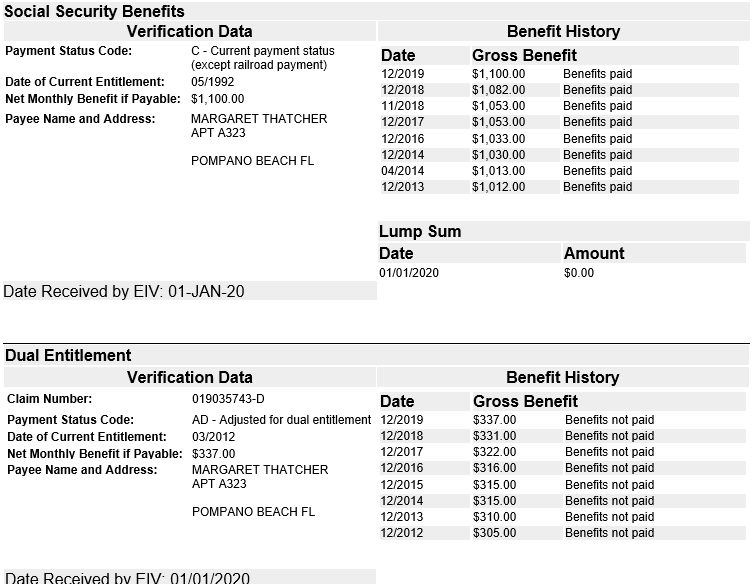 Social Security Benefits
Verification Data
Payment Status Code: C - Current payment status
(except railroad payment)
Date of Current Entitlement: 05/1992
Net Monthly Benefit if Payable: $1,100.00
Payee Name and Address: MARGARET THATCHER
APT A323
POMPANO BEACH FL
Benefit History
Date Gross Benefit
12/2019 $1,100.00 Benefits paid
12/2018 $1,082.00 Benefits paid
11/2018 $1,053.00 Benefits paid
12/2017 $1,053.00 Benefits paid
12/2016 $1,033.00 Benefits paid
12/2014 $1,030.00 Benefits paid
04/2014 $1,013.00 Benefits paid
12/2013 $1,012.00 Benefits paid
Lump Sum
Date Amount
01/01/2020 $0.00
Date Received by EIV: 01-JAN-20
Dual Entitlement
Verification Data
Claim Number: 019035743-D
Payment Status Code: AD - Adjusted for dual entitlement
Date of Current Entitlement: 03/2012
Net Monthly Benefit if Payable: $337.00
Payee Name and Address: MARGARET THATCHER
APT A323
POMPANO BEACH FL
Benefit History
Date Gross Benefit
12/2019 $337.00 Benefits not paid
12/2018 $331.00 Benefits not paid
12/2017 $322.00 Benefits not paid
12/2016 $316.00 Benefits not paid
12/2015 $315.00 Benefits not paid
12/2014 $315.00 Benefits not paid
12/2013 $310.00 Benefits not paid
12/2012 $305.00 Benefits not paid
Date Received by EIV: 01/01/2020